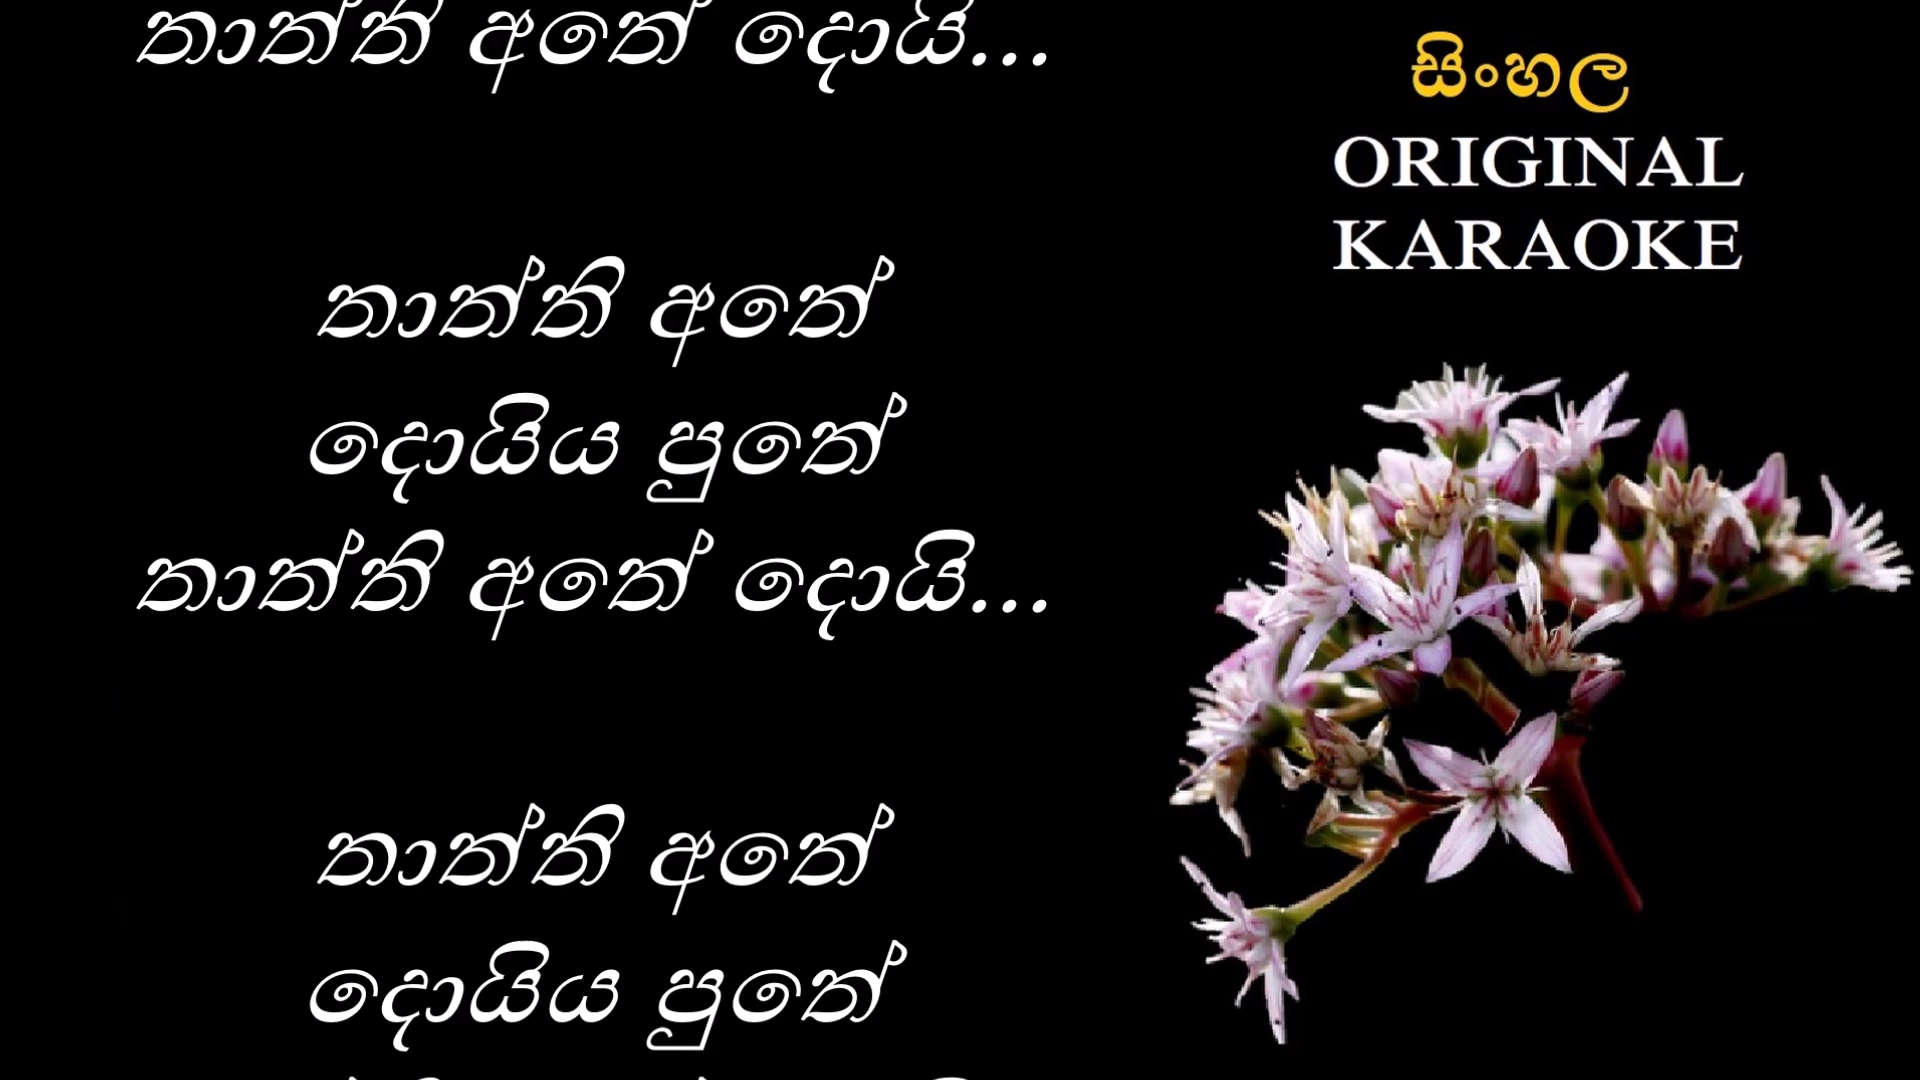 තාත්ති අතේ දොයි...
තාත්ති අතේ
දොයිය පුතේ
තාත්ති අතේ දොයි...
තාත්ති අතේ
දොයිය පුතේ
සිංහල
ORIGINAL
KARAOKE